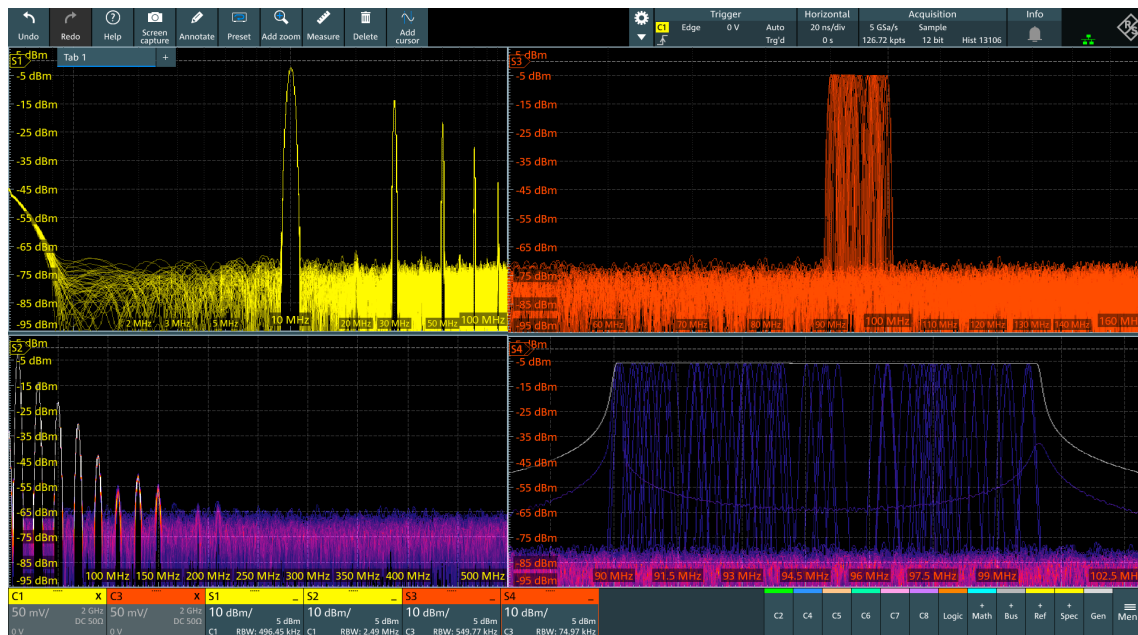 Undo Redo Help Screen capture Annotate Preset Add zoom Measure Delete Add cursor
Trigger Horizontal Acquisition Info
C1 Edge 0 V Auto 20 ns/div 5 GSa/s Sample
Trg'd 0 s 126.72 kpts 12 bit Hist 13106
Tab 1 +
S1
5 dBm
-5 dBm
-15 dBm
-25 dBm
-35 dBm
-45 dBm
-55 dBm
-65 dBm
-75 dBm
-85 dBm
-95 dBm
2 MHz 3 MHz 5 MHz 10 MHz 20 MHz 30 MHz 50 MHz 100 MHz
S3
-5 dBm
-15 dBm
-25 dBm
-35 dBm
-45 dBm
-55 dBm
-65 dBm
-75 dBm
-85 dBm
-95 dBm
60 MHz 70 MHz 80 MHz 90 MHz 100 MHz 110 MHz 120 MHz 130 MHz 140 MHz 160 MHz
S2
5 dBm
-5 dBm
-25 dBm
-35 dBm
-45 dBm
-55 dBm
-65 dBm
-75 dBm
-85 dBm
-95 dBm
100 MHz 150 MHz 200 MHz 250 MHz 300 MHz 350 MHz 400 MHz 500 MHz
S4
-5 dBm
-15 dBm
-25 dBm
-35 dBm
-45 dBm
-55 dBm
-65 dBm
-75 dBm
-85 dBm
-95 dBm
90 MHz 91.5 MHz 93 MHz 94.5 MHz 96 MHz 97.5 MHz 99 MHz 102.5 MHz
C1 X C3 X S1 _ S2 _ S3 _ S4 _
50 mV/ 2 GHz 50 mV/ 2 GHz 10 dBm/ 10 dBm/ 10 dBm/ 10 dBm/
DC 50Ω DC 50Ω 5 dBm 5 dBm 5 dBm 5 dBm
0 V 0 V C1 RBW: 496.45 kHz C1 RBW: 2.49 MHz C3 RBW: 549.77 kHz C3 RBW: 74.97 kHz
C2 C4 C5 C6 C7 C8 Logic + Math + Bus + Ref + Spec Gen